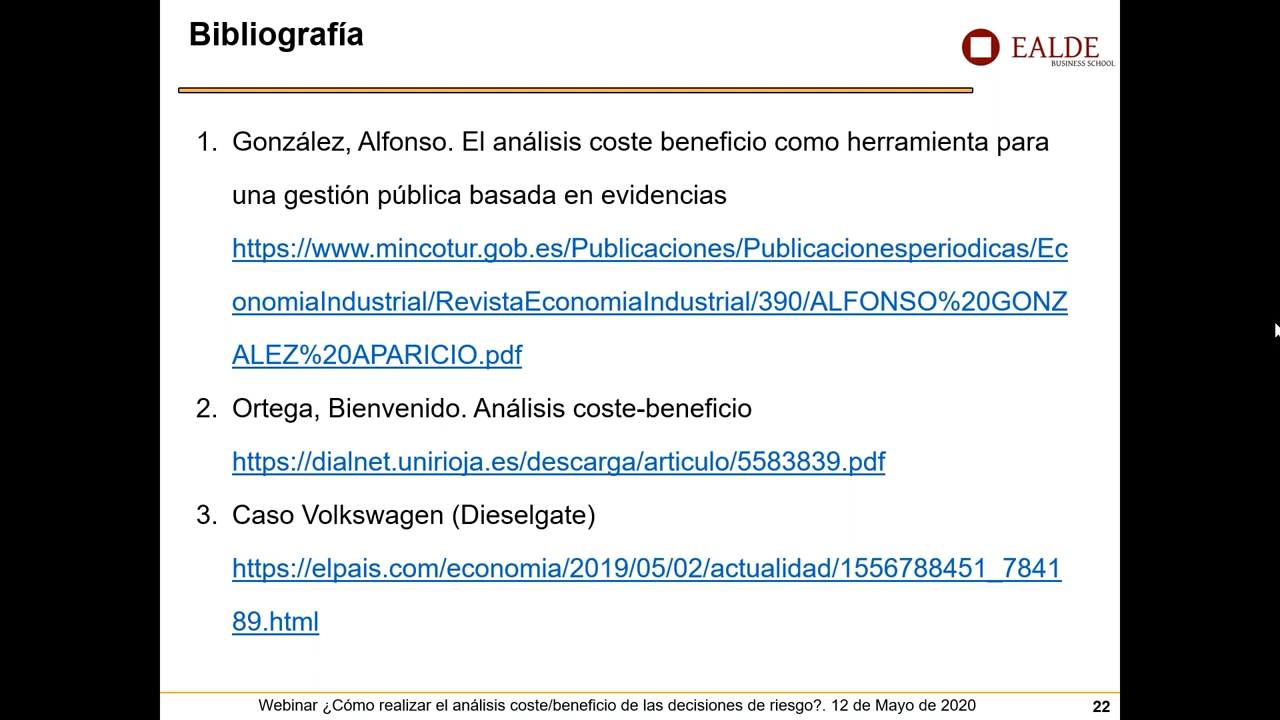 Bibliografía
EALDE
BUSINESS SCHOOL
1. González, Alfonso. El análisis coste beneficio como herramienta para
una gestión pública basada en evidencias
https://www.mincotur.gob.es/Publicaciones/Publicacionesperiodicas/Ec
onomiaIndustrial/RevistaEconomiaIndustrial/390/ALFONSO%20GONZ
ALEZ%20APARICIO.pdf
2. Ortega, Bienvenido. Análisis coste-beneficio
https://dialnet.unirioja.es/descarga/articulo/5583839.pdf
3. Caso Volkswagen (Dieselgate)
https://elpais.com/economia/2019/05/02/actualidad/1556788451_7841
89.html
Webinar ¿Cómo realizar el análisis coste/beneficio de las decisiones de riesgo?. 12 de Mayo de 2020
22